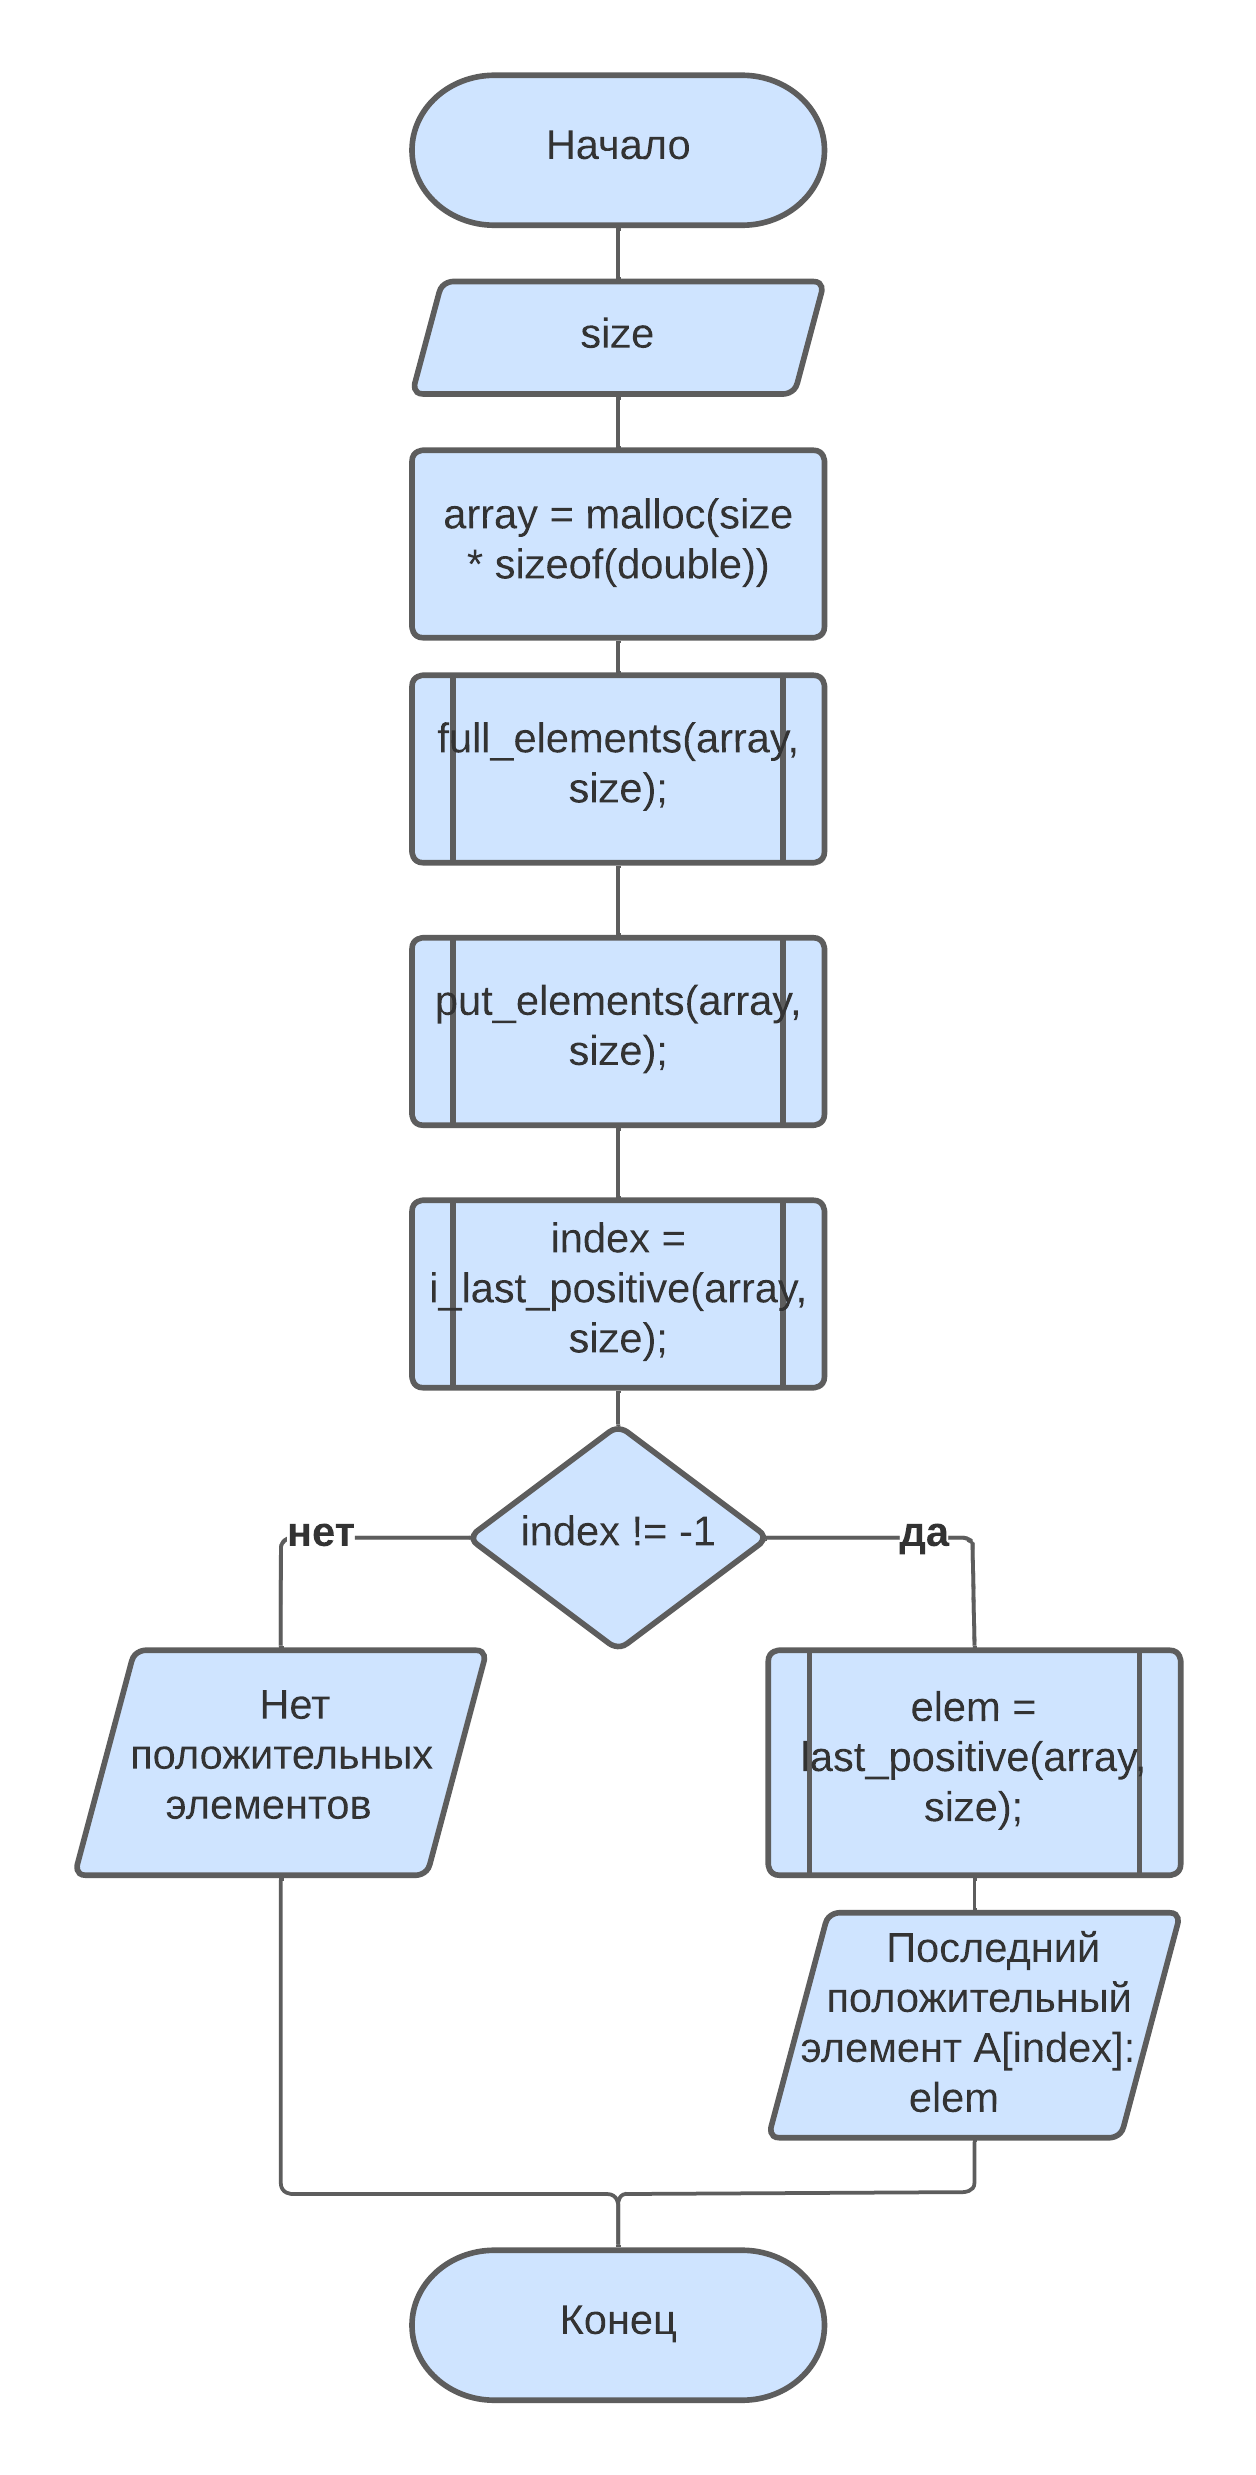 Начало
size
array = malloc(size
* sizeof(double))
full_elements(array,
size);
put_elements(array,
size);
index =
i_last_positive(array,
size);
index != -1
нет
да
Нет
положительных
элементов
elem =
last_positive(array,
size);
Последний
положительный
элемент A[index]:
elem
Конец